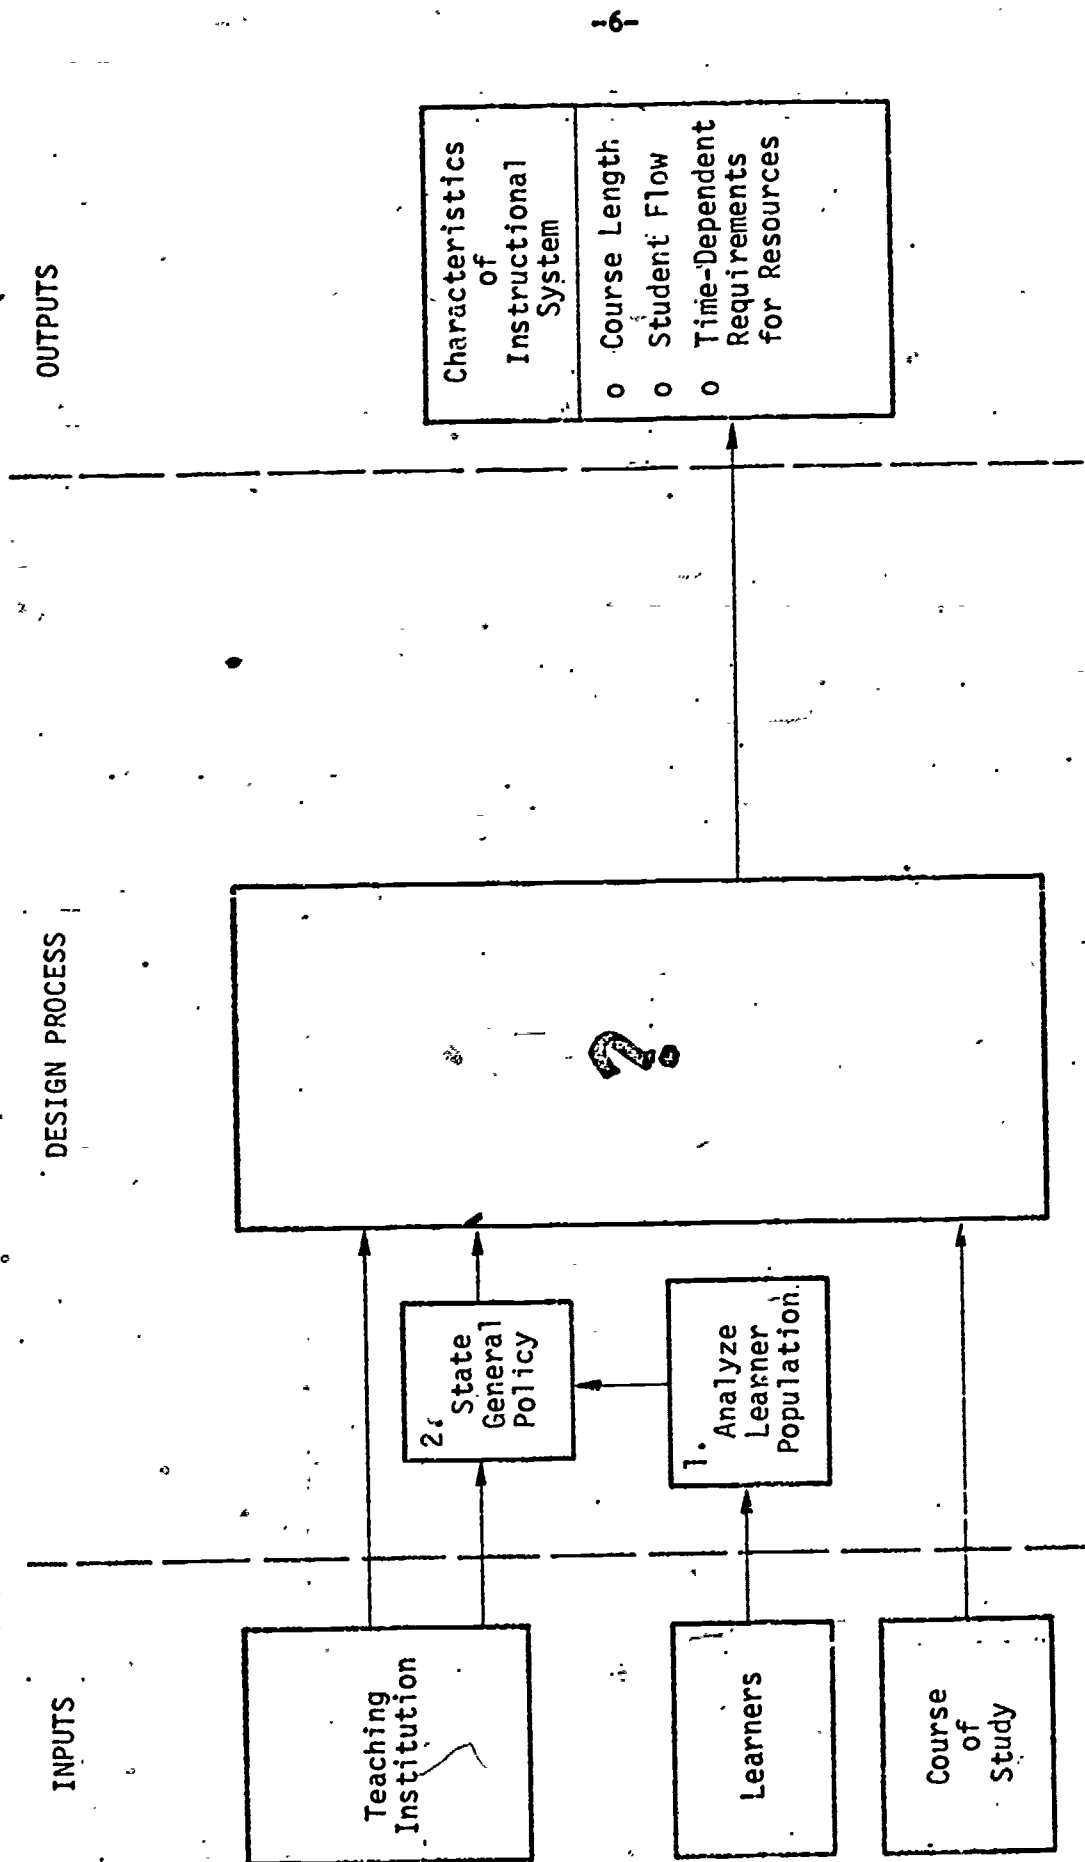 -6-
INPUTS
DESIGN PROCESS
OUTPUTS
Teaching
Institution
Learners
Course
of
Study
2.
State
General
Policy
1.
Analyze
Learner
Population
?
Characteristics
of
Instructional
System
o Course Length
o Student Flow
o Time-Dependent
Requirements
for Resources